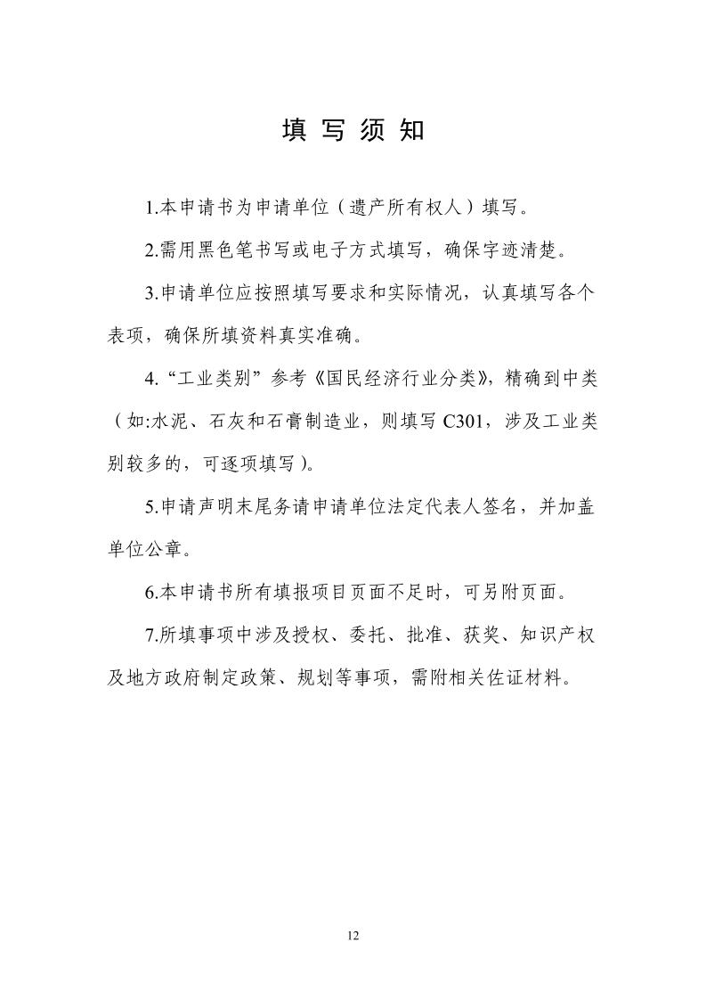 填写须知
1.本申请书为申请单位（遗产所有权人）填写。
2.需用黑色笔书写或电子方式填写，确保字迹清楚。
3.申请单位应按照填写要求和实际情况，认真填写各个
表项，确保所填资料真实准确。
4.“工业类别”参考《国民经济行业分类》，精确到中类
（如:水泥、石灰和石膏制造业，则填写 C301，涉及工业类
别较多的，可逐项填写）。
5.申请声明末尾务请申请单位法定代表人签名，并加盖
单位公章。
6.本申请书所有填报项目页面不足时，可另附页面。
7.所填事项中涉及授权、委托、批准、获奖、知识产权
及地方政府制定政策、规划等事项，需附相关佐证材料。
12